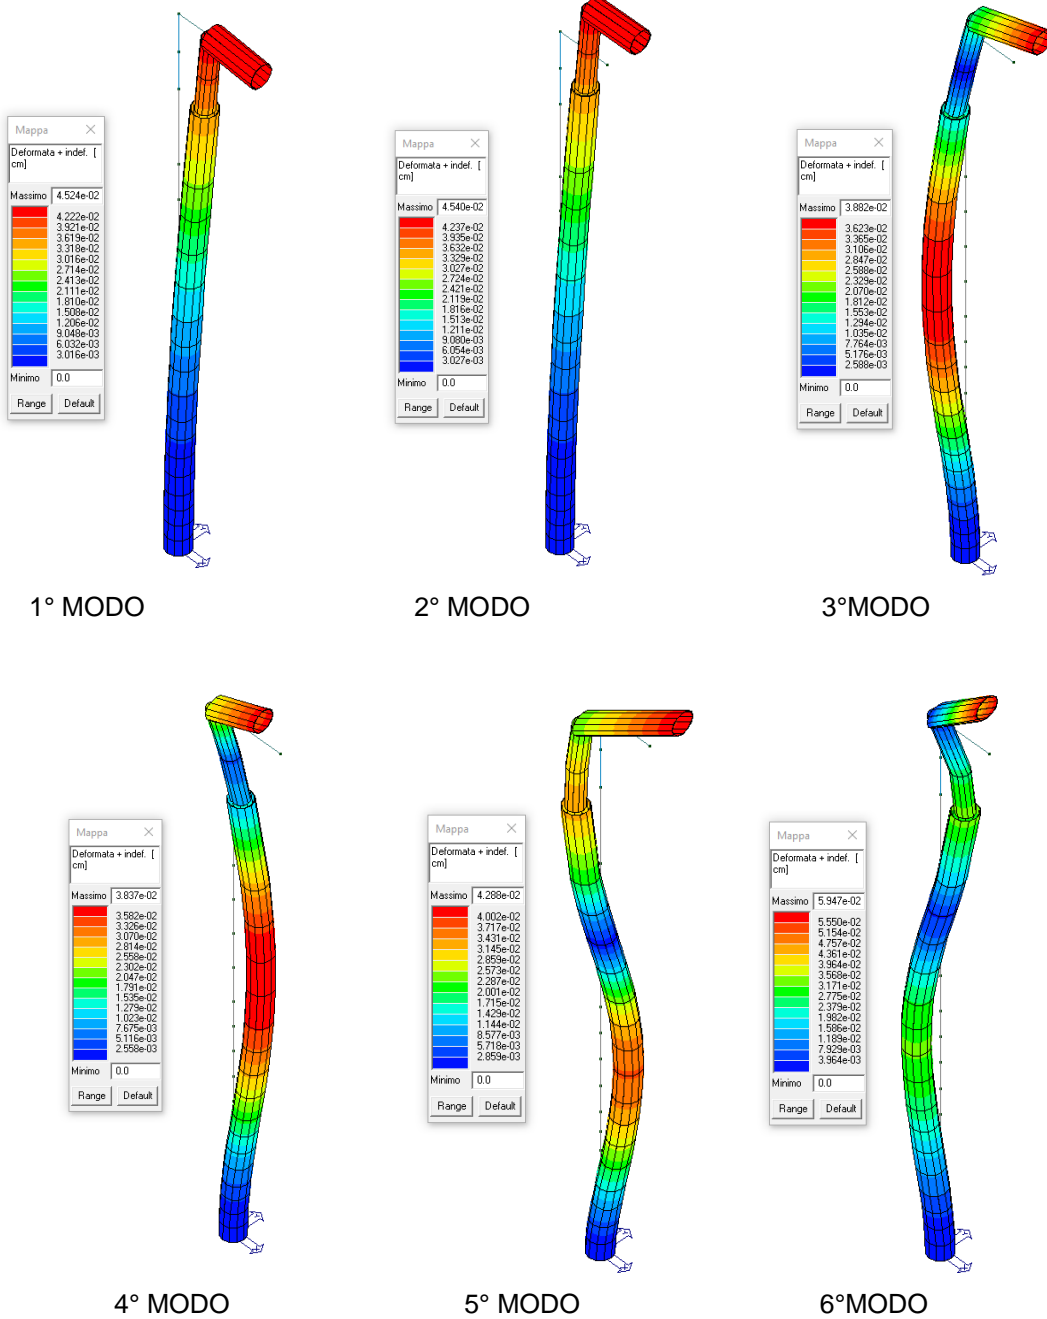 Mappa
Deformata + indef. [
cm]
Massimo 4.524e-02
4.222e-02
3.921e-02
3.619e-02
3.318e-02
3.016e-02
2.714e-02
2.413e-02
2.111e-02
1.810e-02
1.508e-02
1.206e-02
9.048e-03
6.032e-03
3.016e-03
Minimo 0.0
Range Default
1° MODO
Mappa
Deformata + indef. [
cm]
Massimo 4.540e-02
4.237e-02
3.935e-02
3.632e-02
3.329e-02
3.027e-02
2.724e-02
2.421e-02
2.119e-02
1.816e-02
1.513e-02
1.211e-02
9.080e-03
6.054e-03
3.027e-03
Minimo 0.0
Range Default
2° MODO
Mappa
Deformata + indef. [
cm]
Massimo 3.882e-02
3.623e-02
3.365e-02
3.106e-02
2.847e-02
2.588e-02
2.329e-02
2.070e-02
1.812e-02
1.553e-02
1.294e-02
1.035e-02
7.764e-03
5.176e-03
2.588e-03
Minimo 0.0
Range Default
3°MODO
Mappa
Deformata + indef. [
cm]
Massimo 3.837e-02
3.582e-02
3.326e-02
3.070e-02
2.814e-02
2.558e-02
2.302e-02
2.047e-02
1.791e-02
1.535e-02
1.279e-02
1.023e-02
7.675e-03
5.116e-03
2.558e-03
Minimo 0.0
Range Default
4° MODO
Mappa
Deformata + indef. [
cm]
Massimo 4.288e-02
4.002e-02
3.717e-02
3.431e-02
3.145e-02
2.859e-02
2.573e-02
2.287e-02
2.001e-02
1.715e-02
1.429e-02
1.144e-02
8.577e-03
5.718e-03
2.859e-03
Minimo 0.0
Range Default
5° MODO
Mappa
Deformata + indef. [
cm]
Massimo 5.947e-02
5.550e-02
5.154e-02
4.757e-02
4.361e-02
3.964e-02
3.568e-02
3.171e-02
2.775e-02
2.379e-02
1.982e-02
1.586e-02
1.189e-02
7.929e-03
3.964e-03
Minimo 0.0
Range Default
6°MODO